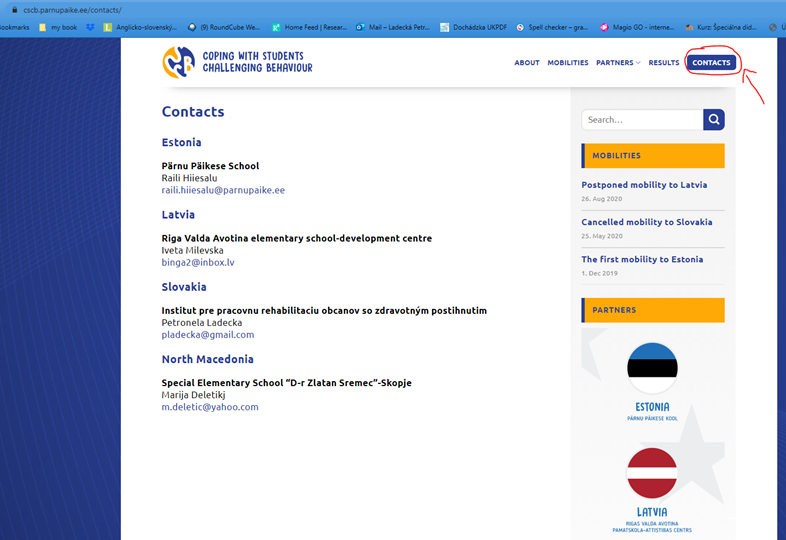 cscb.parnupaike.ee/contacts/
ookmarks
my book
Anglicko-slovenský...
(9) RoundCube We...
Home Feed | Resear...
Mail – Ladecká Petr...
Dochádzka UKPDF
Spell checker – gra...
Magio GO - interne...
Kurz: Špeciálna did...
COPING WITH STUDENTS
CHALLENGING BEHAVIOUR
ABOUT MOBILITIES PARTNERS RESULTS CONTACTS
Contacts
Estonia
Pärnu Päikese School
Raili Hiiesalu
raili.hiiesalu@parnupaike.ee
Latvia
Riga Valda Avotina elementary school-development centre
Iveta Milevska
binga2@inbox.lv
Slovakia
Institut pre pracovnu rehabilitaciu obcanov so zdravotným postihnutim
Petronela Ladecka
pladecka@gmail.com
North Macedonia
Special Elementary School “D-r Zlatan Sremec”-Skopje
Marija Deletikj
m.deletic@yahoo.com
Search...
MOBILITIES
Postponed mobility to Latvia
26. Aug 2020
Cancelled mobility to Slovakia
25. May 2020
The first mobility to Estonia
1. Dec 2019
PARTNERS
ESTONIA
PÄRNU PÄIKESE KOOL
LATVIA
RIGAS VALDA AVOTINA
PAMATSKOLA-ATTISTIBAS CENTRS